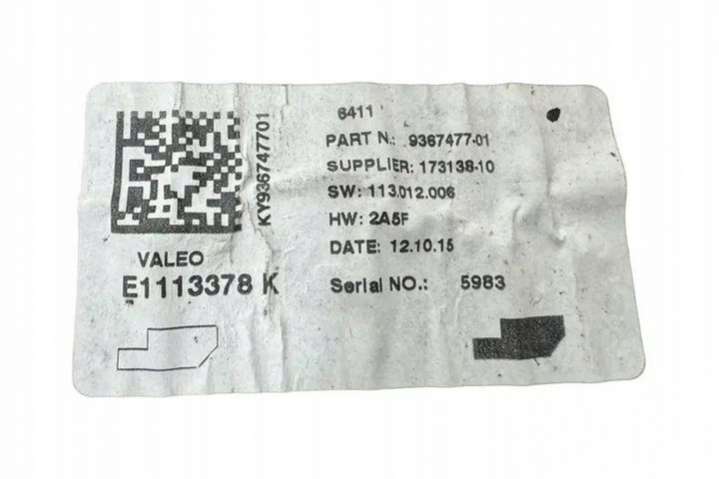 6411
PART N.: 9367477-01
SUPPLIER: 173138-10
SW: 113.012.006
HW: 2A5F
DATE: 12.10.15
Serial NO.: 5983
KY936747701
VALEO
E1113378 K